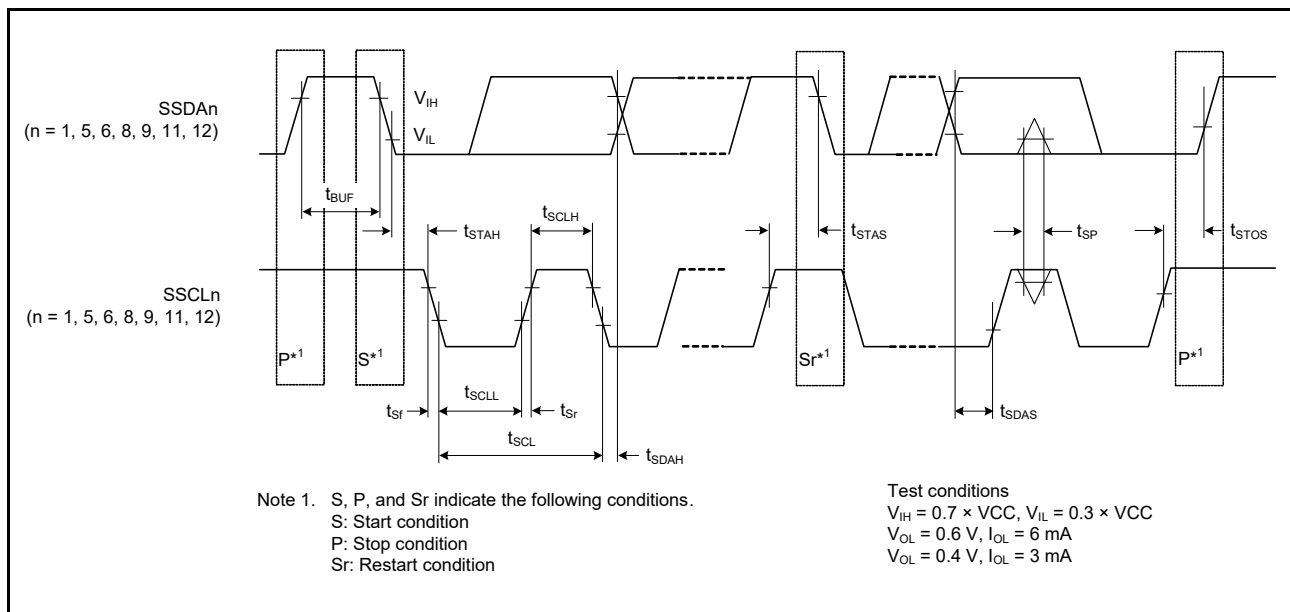 SSDAn
(n = 1, 5, 6, 8, 9, 11, 12)
VIH
VIL
tBUF
tSTAH
tSCLH
tSTAS
tSP
tSTOS
SSCLn
(n = 1, 5, 6, 8, 9, 11, 12)
P*1
S*1
Sr*1
P*1
tSf
tSCLL
tSr
tSDAS
tSCL
tSDAH
Note 1. S, P, and Sr indicate the following conditions.
S: Start condition
P: Stop condition
Sr: Restart condition
Test conditions
VIH = 0.7 × VCC, VIL = 0.3 × VCC
VOL = 0.6 V, IOL = 6 mA
VOL = 0.4 V, IOL = 3 mA